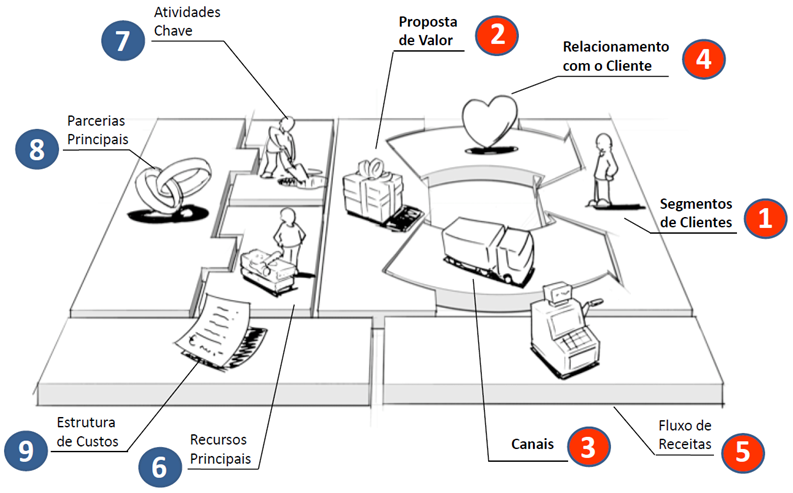 Atividades
Chave
7
Proposta
de Valor
2
Relacionamento
com o Cliente
4
Parcerias
Principais
8
Segmentos
de Clientes
1
Estrutura
de Custos
9
Recursos
Principais
6
Canais
3
Fluxo de
Receitas
5